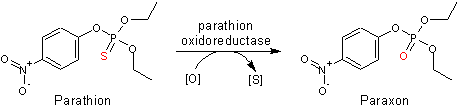 parathion
oxidoreductase
[O] [S]
O
O
P
O
S
N+
O
O-
O
O
P
O
O
N+
O
O-
Parathion
Paraxon